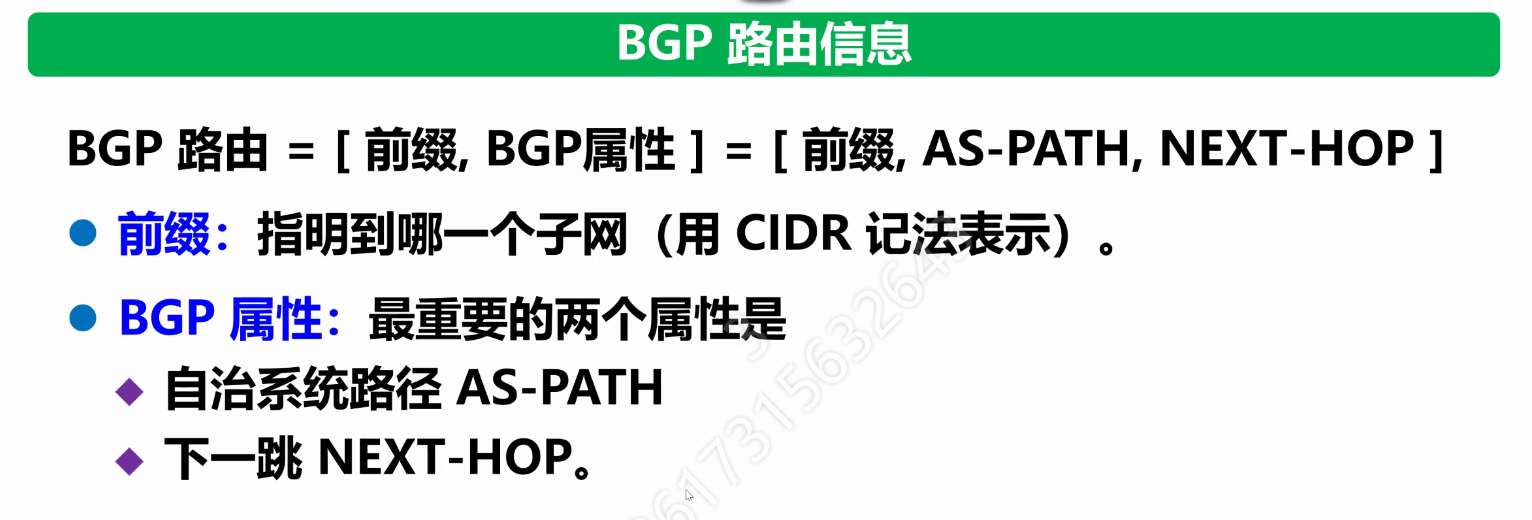 BGP 路由信息
BGP 路由 = [ 前缀, BGP属性 ] = [ 前缀, AS-PATH, NEXT-HOP ]
前缀：指明到哪一个子网（用 CIDR 记法表示）。
BGP 属性：最重要的两个属性是
自治系统路径 AS-PATH
下一跳 NEXT-HOP。